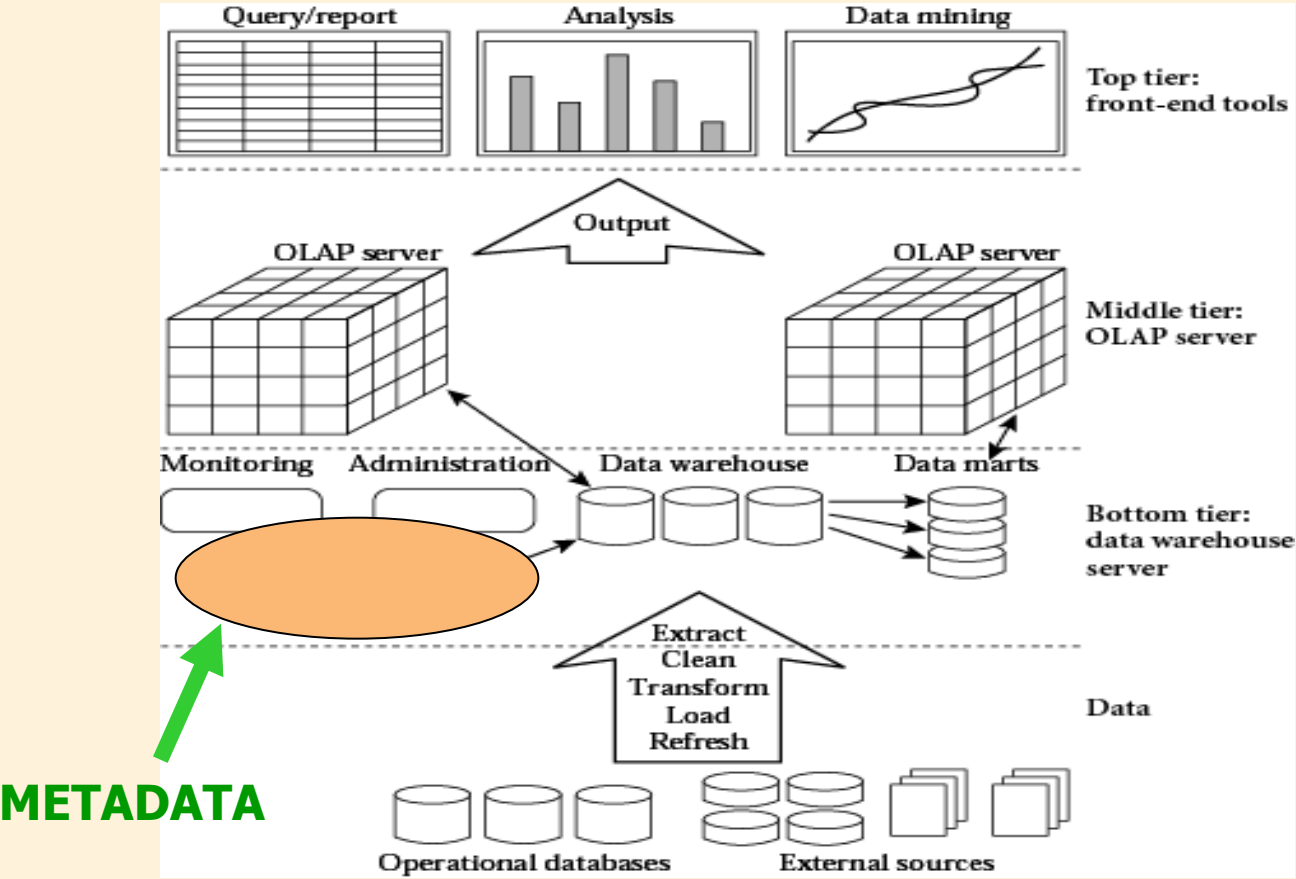 Query/report
Analysis
Data mining
Top tier:
front-end tools
Output
OLAP server
OLAP server
Middle tier:
OLAP server
Monitoring
Administration
Data warehouse
Data marts
Bottom tier:
data warehouse
server
Extract
Clean
Transform
Load
Refresh
Data
METADATA
Operational databases
External sources